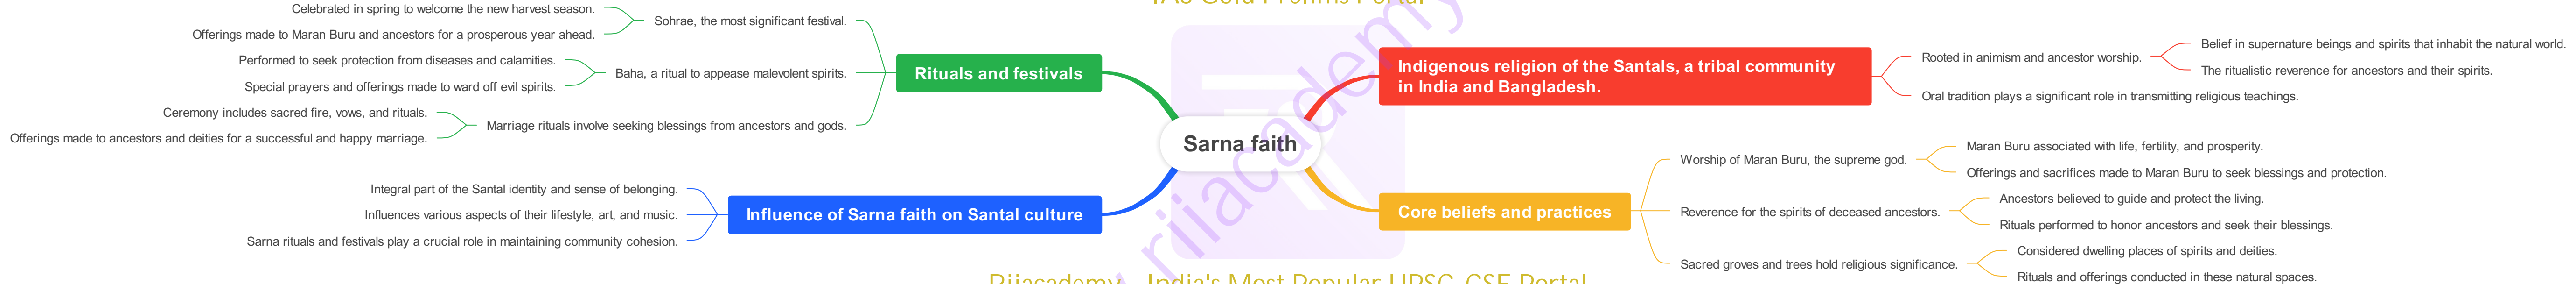 IAS Gold Prelims Portal
Sarna faith
Indigenous religion of the Santals, a tribal community
in India and Bangladesh.
Rooted in animism and ancestor worship.
Belief in supernature beings and spirits that inhabit the natural world.
The ritualistic reverence for ancestors and their spirits.
Oral tradition plays a significant role in transmitting religious teachings.
Core beliefs and practices
Worship of Maran Buru, the supreme god.
Maran Buru associated with life, fertility, and prosperity.
Offerings and sacrifices made to Maran Buru to seek blessings and protection.
Reverence for the spirits of deceased ancestors.
Ancestors believed to guide and protect the living.
Rituals performed to honor ancestors and seek their blessings.
Sacred groves and trees hold religious significance.
Considered dwelling places of spirits and deities.
Rituals and offerings conducted in these natural spaces.
Rituals and festivals
Sohrae, the most significant festival.
Celebrated in spring to welcome the new harvest season.
Offerings made to Maran Buru and ancestors for a prosperous year ahead.
Baha, a ritual to appease malevolent spirits.
Performed to seek protection from diseases and calamities.
Special prayers and offerings made to ward off evil spirits.
Marriage rituals involve seeking blessings from ancestors and gods.
Ceremony includes sacred fire, vows, and rituals.
Offerings made to ancestors and deities for a successful and happy marriage.
Influence of Sarna faith on Santal culture
Integral part of the Santal identity and sense of belonging.
Influences various aspects of their lifestyle, art, and music.
Sarna rituals and festivals play a crucial role in maintaining community cohesion.
rijacademy
Rijacademy - India's Most Popular UPSC-CSE Portal